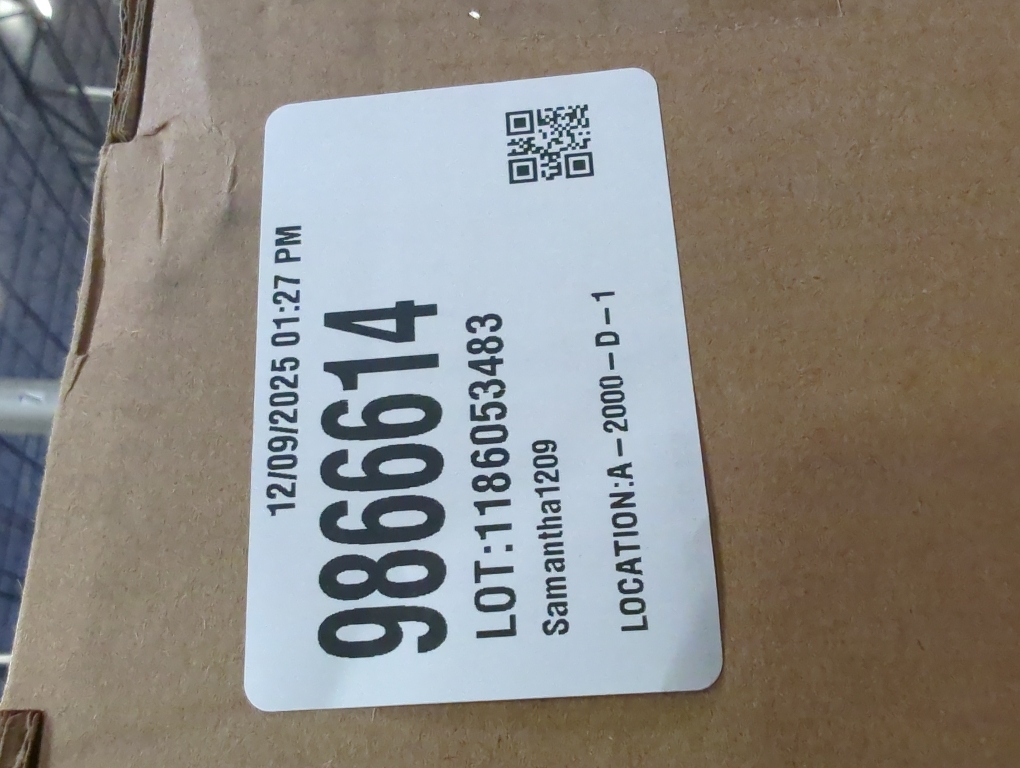 12/09/2025 01:27 PM
9866614
LOT:1186053483
Samantha1209
LOCATION:A-2000-D-1